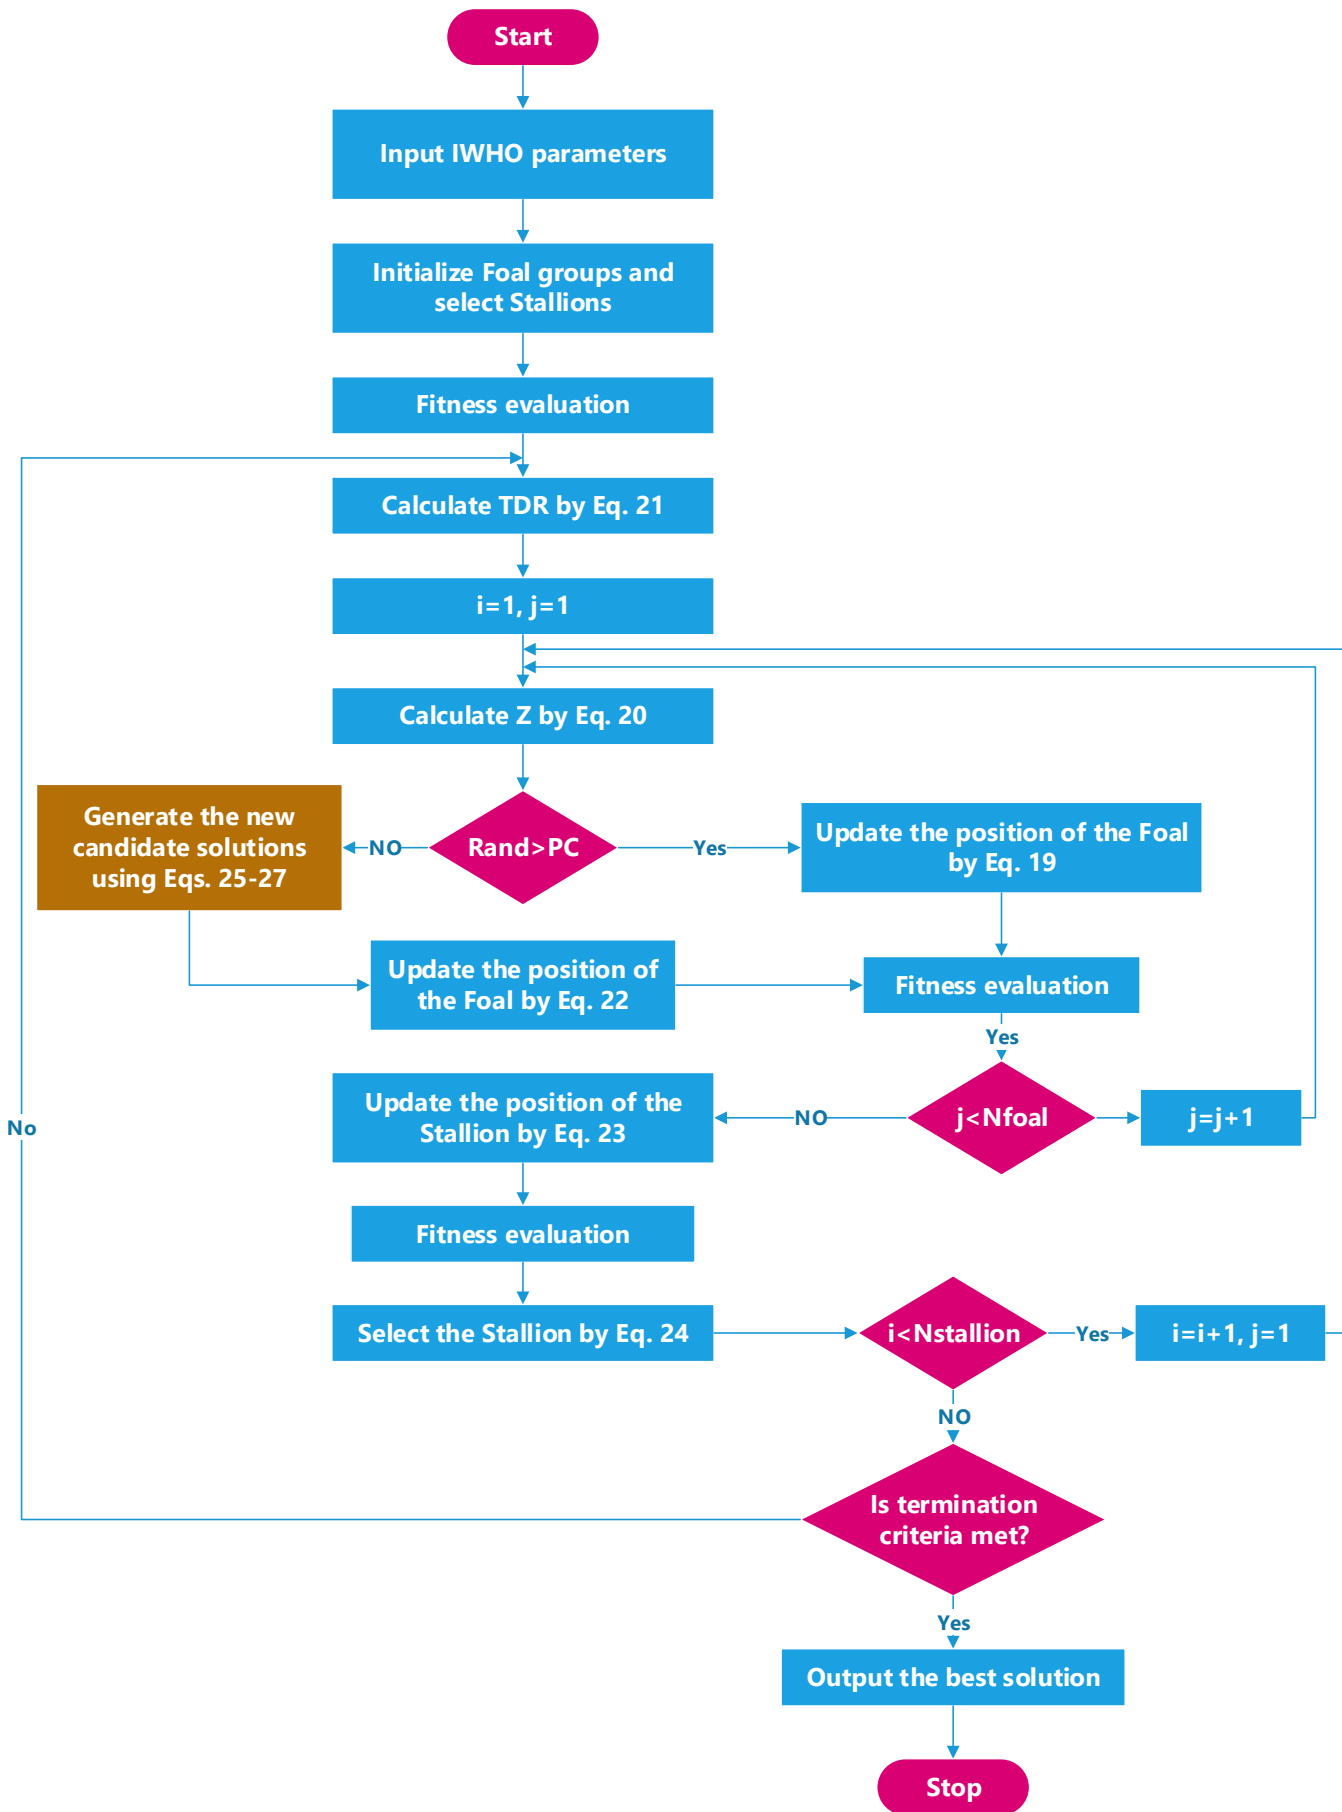 Start
Input IWHO parameters
Initialize Foal groups and
select Stallions
Fitness evaluation
Calculate TDR by Eq. 21
i=1, j=1
Calculate Z by Eq. 20
Generate the new
candidate solutions
using Eqs. 25-27
NO
Rand>PC
Yes
Update the position of the Foal
by Eq. 19
Update the position of
the Foal by Eq. 22
Fitness evaluation
Yes
Update the position of the
Stallion by Eq. 23
NO
j<Nfoal
j=j+1
No
Fitness evaluation
Select the Stallion by Eq. 24
i<Nstallion
Yes
i=i+1, j=1
NO
Is termination
criteria met?
Yes
Output the best solution
Stop